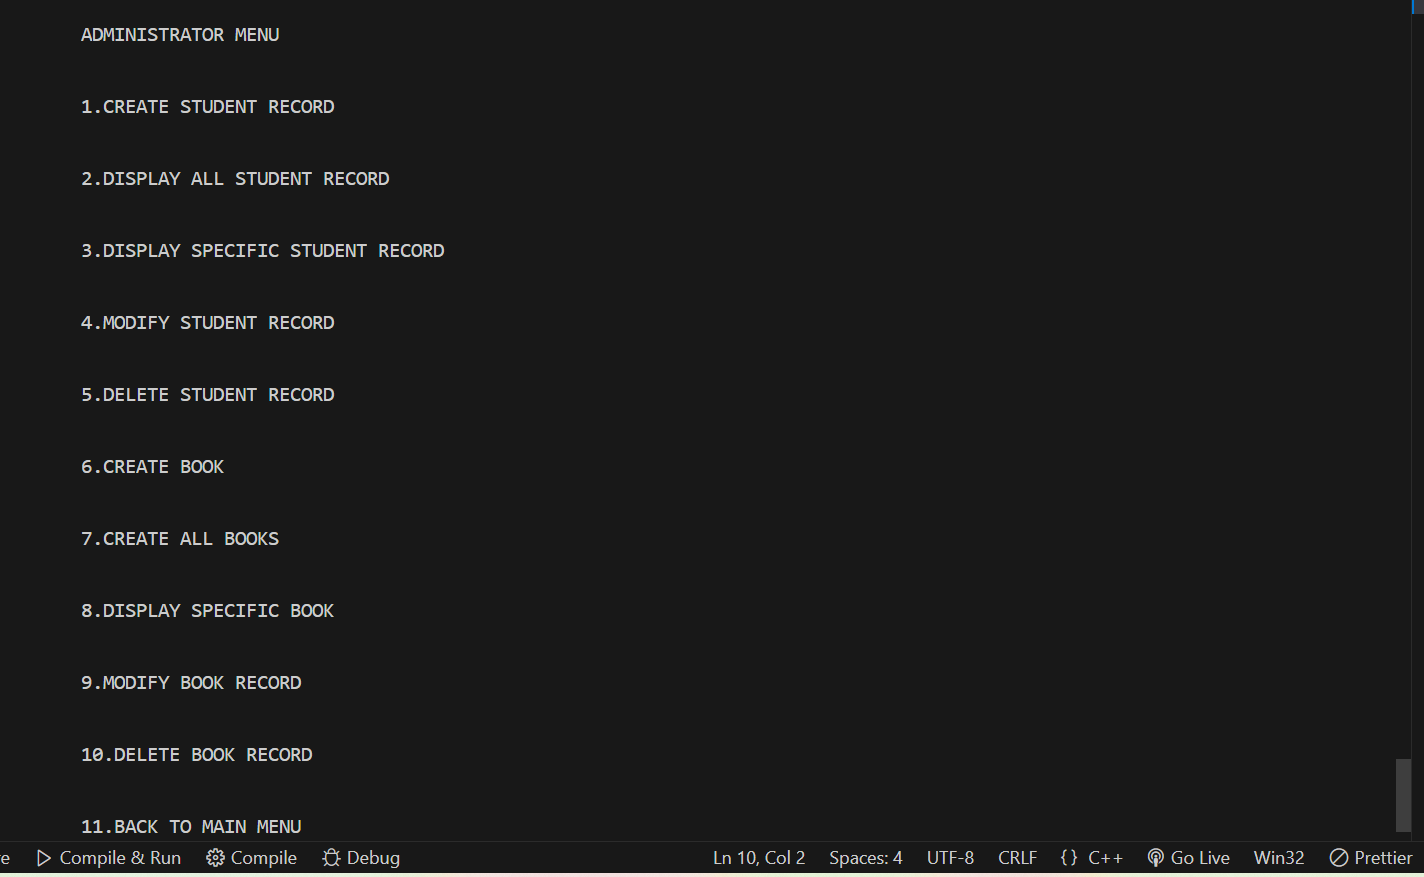 ADMINISTRATOR MENU
1.CREATE STUDENT RECORD
2.DISPLAY ALL STUDENT RECORD
3.DISPLAY SPECIFIC STUDENT RECORD
4.MODIFY STUDENT RECORD
5.DELETE STUDENT RECORD
6.CREATE BOOK
7.CREATE ALL BOOKS
8.DISPLAY SPECIFIC BOOK
9.MODIFY BOOK RECORD
10.DELETE BOOK RECORD
11.BACK TO MAIN MENU
Compile & Run Compile Debug Ln 10, Col 2 Spaces: 4 UTF-8 CRLF {} C++ Go Live Win32 Prettier